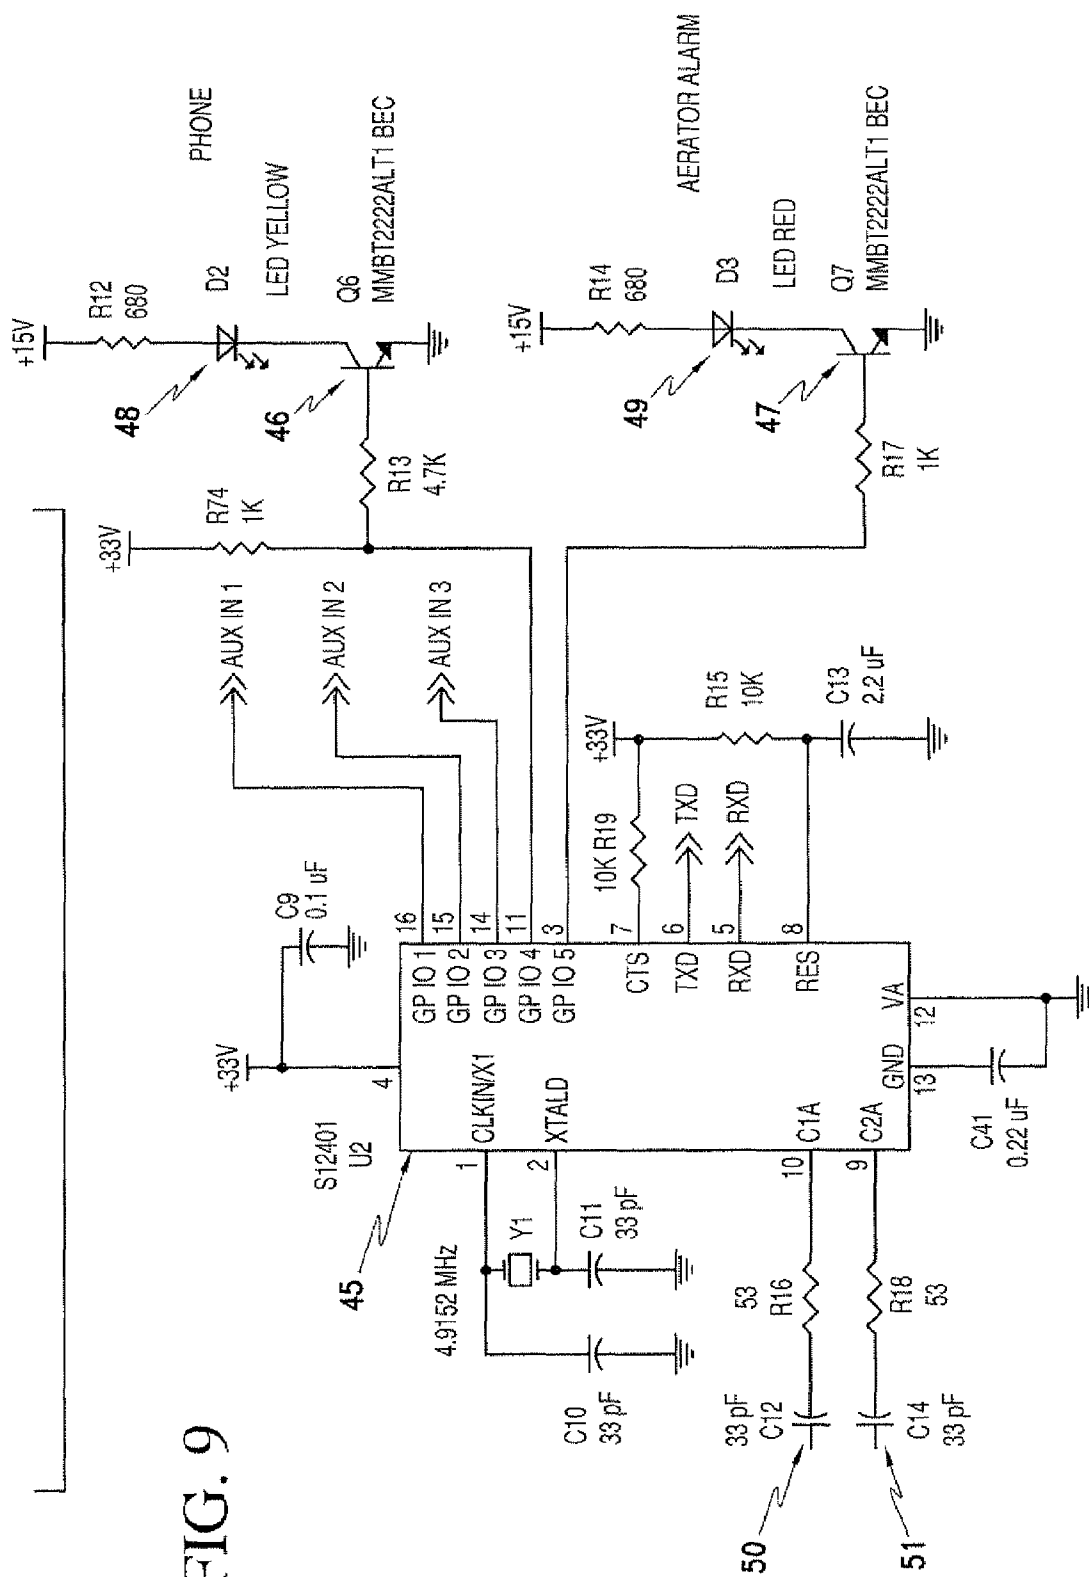 FIG. 9
+33V
C9
0.1 uF
S12401
U2
45
4
4.9152 MHz
Y1
C10
33 pF
C11
33 pF
1
2
CLKIN/X1
XTALD
GP IO 1
GP IO 2
GP IO 3
GP IO 4
GP IO 5
16
15
14
11
3
AUX IN 1
AUX IN 2
AUX IN 3
+33V
R74
1K
R13
4.7K
+15V
R12
680
48
D2
LED YELLOW
PHONE
46
Q6
MMBT2222ALT1 BEC
+15V
R14
680
49
D3
LED RED
AERATOR ALARM
47
Q7
MMBT2222ALT1 BEC
R17
1K
CTS
TXD
RXD
RES
7
6
5
8
10K R19
+33V
TXD
RXD
R15
10K
C13
2.2 uF
C1A
C2A
10
9
GND
VA
13
12
C41
0.22 uF
53
R16
R18
53
33 pF
C12
C14
33 pF
50
51